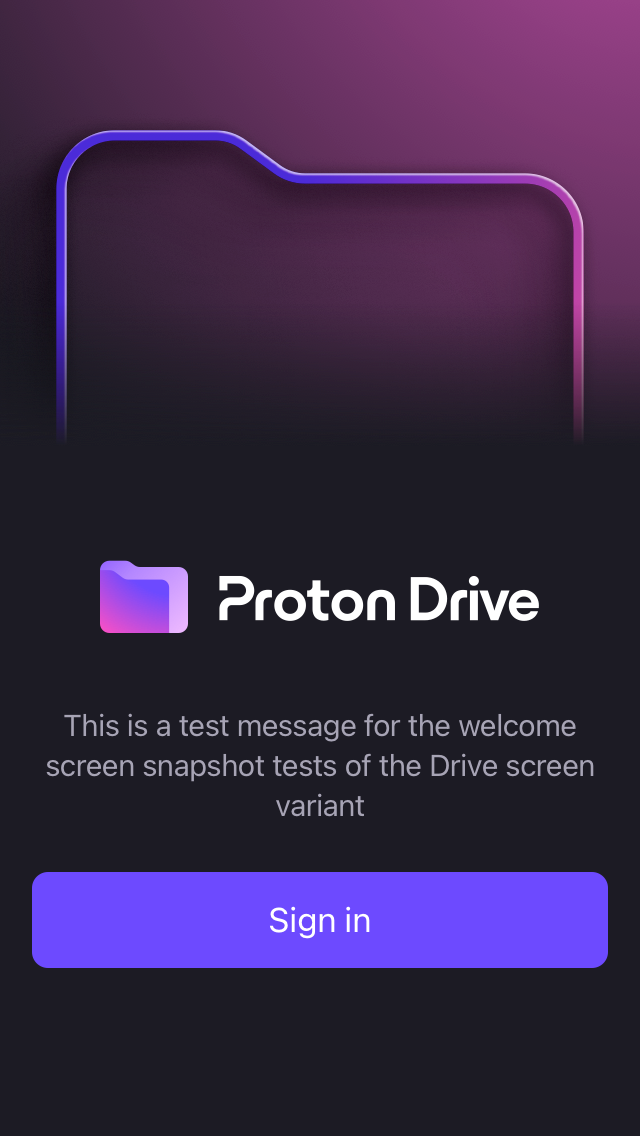 Proton Drive
This is a test message for the welcome
screen snapshot tests of the Drive screen
variant
Sign in